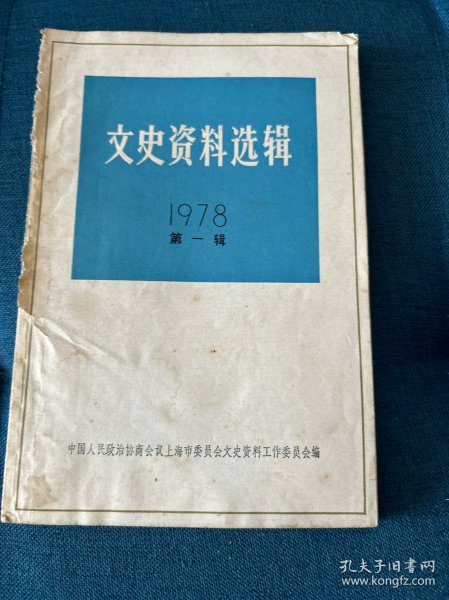 文史资料选辑
1978
第一辑
中国人民政治协商会议上海市委员会文史资料工作委员会编
孔夫子旧书网
www.kongfz.com